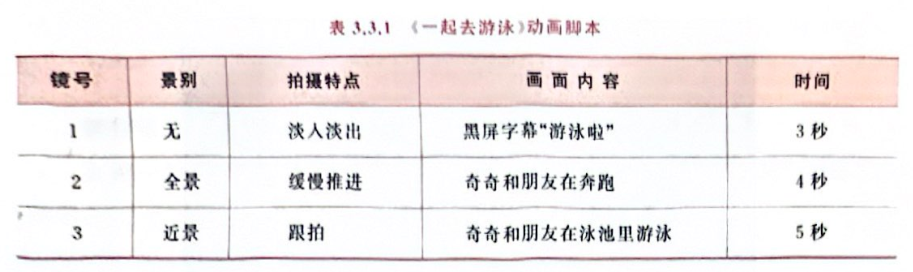 表 3.3.1 《一起去游泳》动画脚本
镜号 景别 拍摄特点 画面内容 时间
1 无 淡入淡出 黑屏字幕“游泳啦” 3 秒
2 全景 缓慢推进 奇奇和朋友在奔跑 4 秒
3 近景 跟拍 奇奇和朋友在泳池里游泳 5 秒